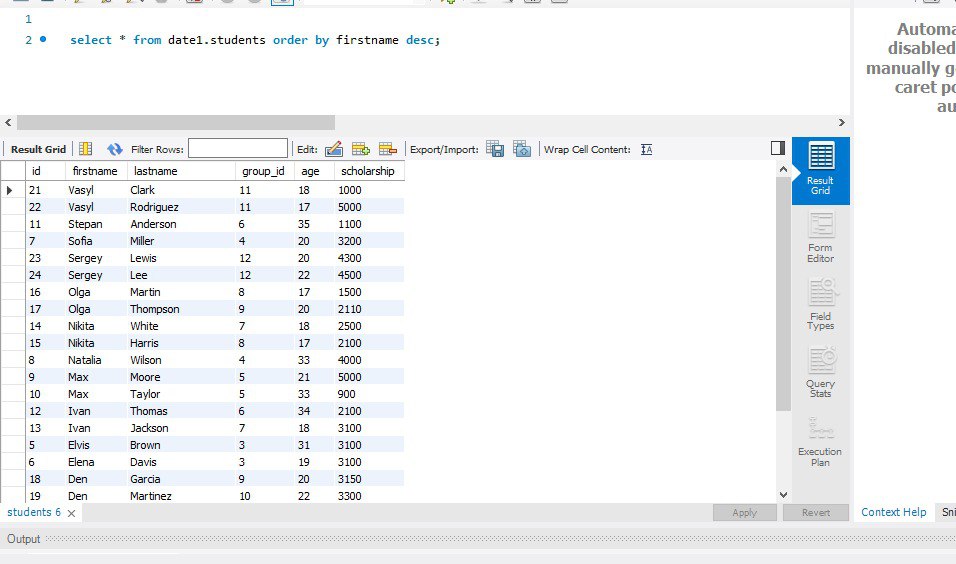 1
2 select * from date1.students order by firstname desc;
Automa
disabled
manually g
caret po
au
Result Grid Filter Rows: Edit: Export/Import: Wrap Cell Content:
id firstname lastname group_id age scholarship
21 Vasyl Clark 11 18 1000
22 Vasyl Rodriguez 11 17 5000
11 Stepan Anderson 6 35 1100
7 Sofia Miller 4 20 3200
23 Sergey Lewis 12 20 4300
24 Sergey Lee 12 22 4500
16 Olga Martin 8 17 1500
17 Olga Thompson 9 20 2110
14 Nikita White 7 18 2500
15 Nikita Harris 8 17 2100
8 Natalia Wilson 4 33 4000
9 Max Moore 5 21 5000
10 Max Taylor 5 33 900
12 Ivan Thomas 6 34 2100
13 Ivan Jackson 7 18 3100
5 Elvis Brown 3 31 3100
6 Elena Davis 3 19 3100
18 Den Garcia 9 20 3150
19 Den Martinez 10 22 3300
Result
Grid
Form
Editor
Field
Types
Query
Stats
Execution
Plan
students 6 Apply Revert Context Help Sni
Output